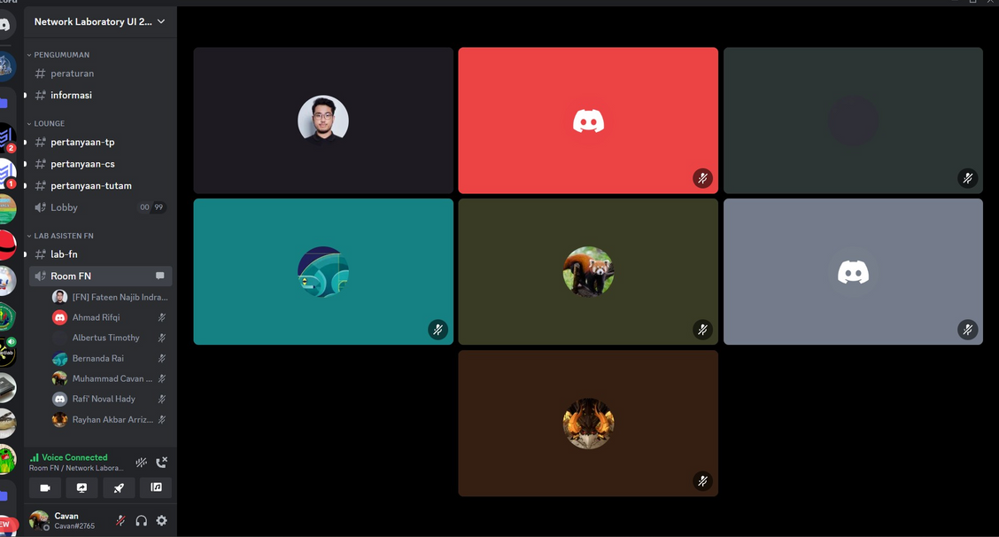 Network Laboratory UI 2...
PENGUMUMAN
peraturan
informasi
LOUNGE
pertanyaan-tp
pertanyaan-cs
pertanyaan-tutam
Lobby 00 99
LAB ASISTEN FN
lab-fn
Room FN
[FN] Fateen Najib Indra...
Ahmad Rifqi
Albertus Timothy
Bernanda Rai
Muhammad Cavan ...
Rafi' Noval Hady
Rayhan Akbar Arriz...
2
1
Voice Connected
Room FN / Network Labora...
Cavan
Cavan#2765